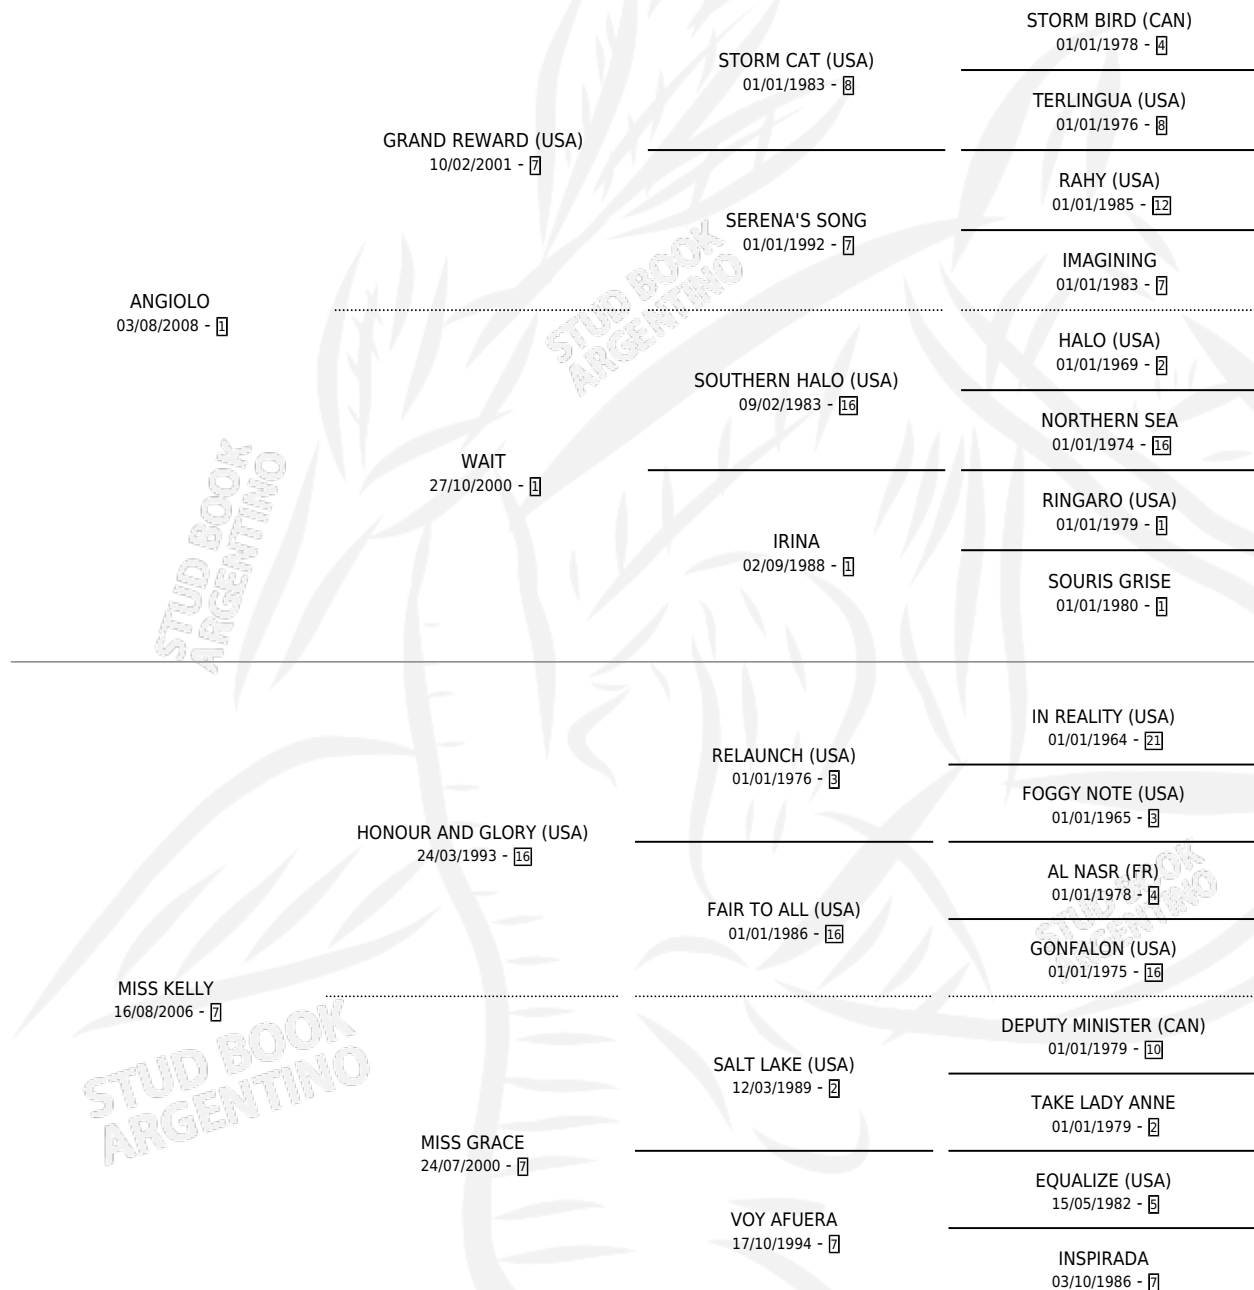 STORM BIRD (CAN)
01/01/1978 - 4
STORM CAT (USA)
01/01/1983 - 8
TERLINGUA (USA)
01/01/1976 - 8
GRAND REWARD (USA)
10/02/2001 - 7
RAHY (USA)
01/01/1985 - 12
SERENA'S SONG
01/01/1992 - 7
IMAGINING
01/01/1983 - 7
ANGIOLO
03/08/2008 - 1
HALO (USA)
01/01/1969 - 2
SOUTHERN HALO (USA)
09/02/1983 - 16
NORTHERN SEA
01/01/1974 - 16
WAIT
27/10/2000 - 1
RINGARO (USA)
01/01/1979 - 1
IRINA
02/09/1988 - 1
SOURIS GRISE
01/01/1980 - 1
IN REALITY (USA)
01/01/1964 - 21
RELAUNCH (USA)
01/01/1976 - 3
FOGGY NOTE (USA)
01/01/1965 - 3
HONOUR AND GLORY (USA)
24/03/1993 - 16
AL NASR (FR)
01/01/1978 - 4
FAIR TO ALL (USA)
01/01/1986 - 16
GONFALON (USA)
01/01/1975 - 16
MISS KELLY
16/08/2006 - 7
DEPUTY MINISTER (CAN)
01/01/1979 - 10
SALT LAKE (USA)
12/03/1989 - 2
TAKE LADY ANNE
01/01/1979 - 2
MISS GRACE
24/07/2000 - 7
EQUALIZE (USA)
15/05/1982 - 5
VOY AFUERA
17/10/1994 - 7
INSPIRADA
03/10/1986 - 7
STUD BOOK
ARGENTINO
STUD BOOK
ARGENTINO
STUD BOOK
ARGENTINO
STUD BOOK
ARGENTINO